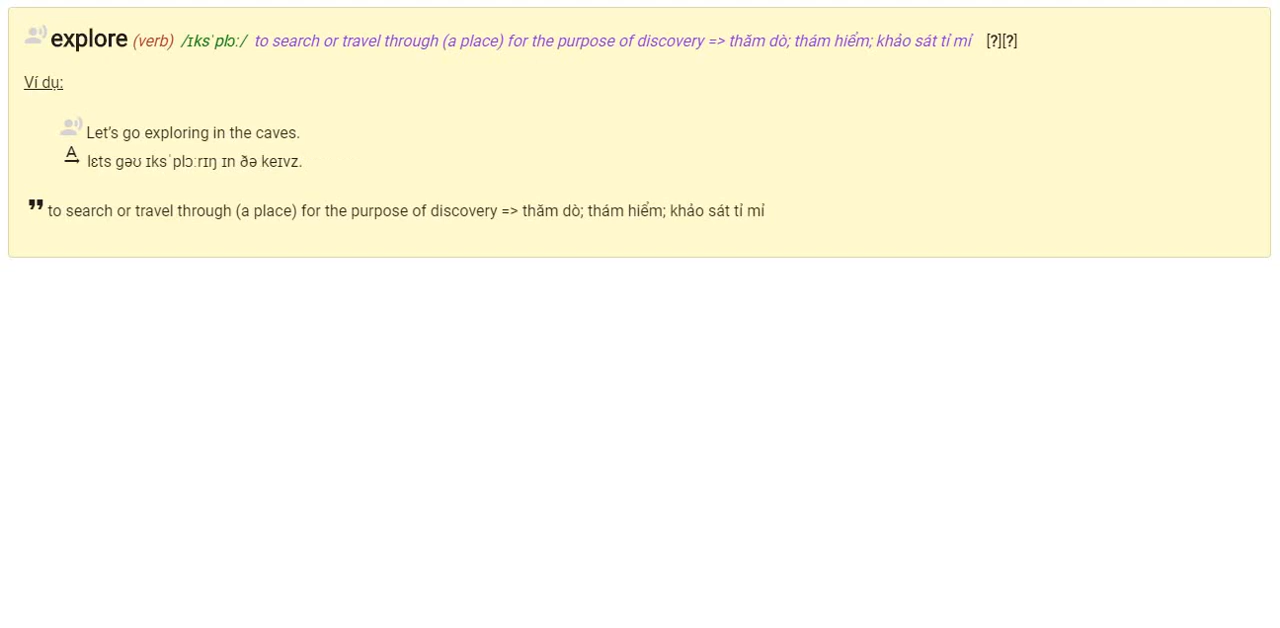 explore (verb) /ɪksˈplɔː/ to search or travel through (a place) for the purpose of discovery => thăm dò; thám hiểm; khảo sát tỉ mỉ [?][?]
Ví dụ:
Let’s go exploring in the caves.
lɛts gəʊ ɪksˈplɔːrɪŋ ɪn ðə keɪvz.
to search or travel through (a place) for the purpose of discovery => thăm dò; thám hiểm; khảo sát tỉ mỉ